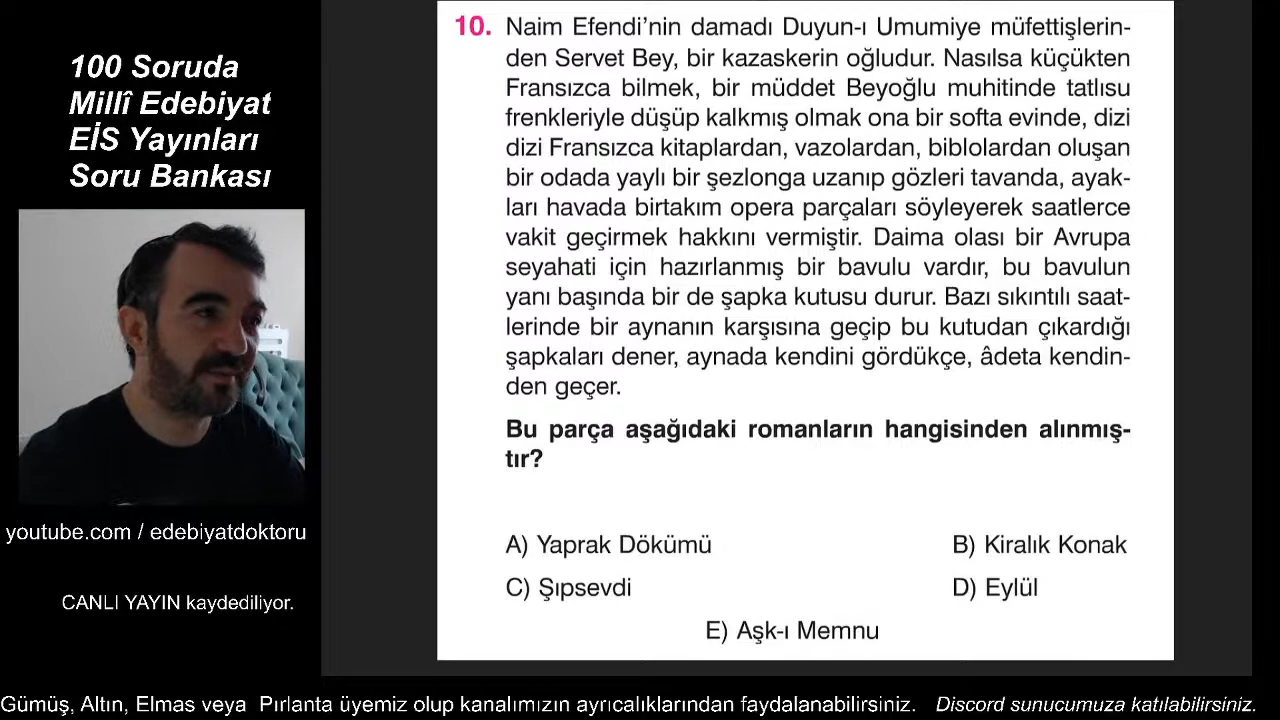 100 Soruda
Millî Edebiyat
EİS Yayınları
Soru Bankası
youtube.com / edebiyatdoktoru
CANLI YAYIN kaydediliyor.
10. Naim Efendi’nin damadı Duyun-ı Umumiye müfettişlerin-
den Servet Bey, bir kazaskerin oğludur. Nasılsa küçükten
Fransızca bilmek, bir müddet Beyoğlu muhitinde tatlısu
frenkleriyle düşüp kalkmış olmak ona bir softa evinde, dizi
dizi Fransızca kitaplardan, vazolardan, biblolardan oluşan
bir odada yaylı bir şezlonga uzanıp gözleri tavanda, ayak-
ları havada birtakım opera parçaları söyleyerek saatlerce
vakit geçirmek hakkını vermiştir. Daima olası bir Avrupa
seyahati için hazırlanmış bir bavulu vardır, bu bavulun
yanı başında bir de şapka kutusu durur. Bazı sıkıntılı saat-
lerinde bir aynanın karşısına geçip bu kutudan çıkardığı
şapkaları dener, aynada kendini gördükçe, âdeta kendin-
den geçer.
Bu parça aşağıdaki romanların hangisinden alınmış-
tır?
A) Yaprak Dökümü
B) Kiralık Konak
C) Şıpsevdi
D) Eylül
E) Aşk-ı Memnu
Gümüş, Altın, Elmas veya Pırlanta üyemiz olup kanalımızın ayrıcalıklarından faydalanabilirsiniz. Discord sunucumuza katılabilirsiniz.